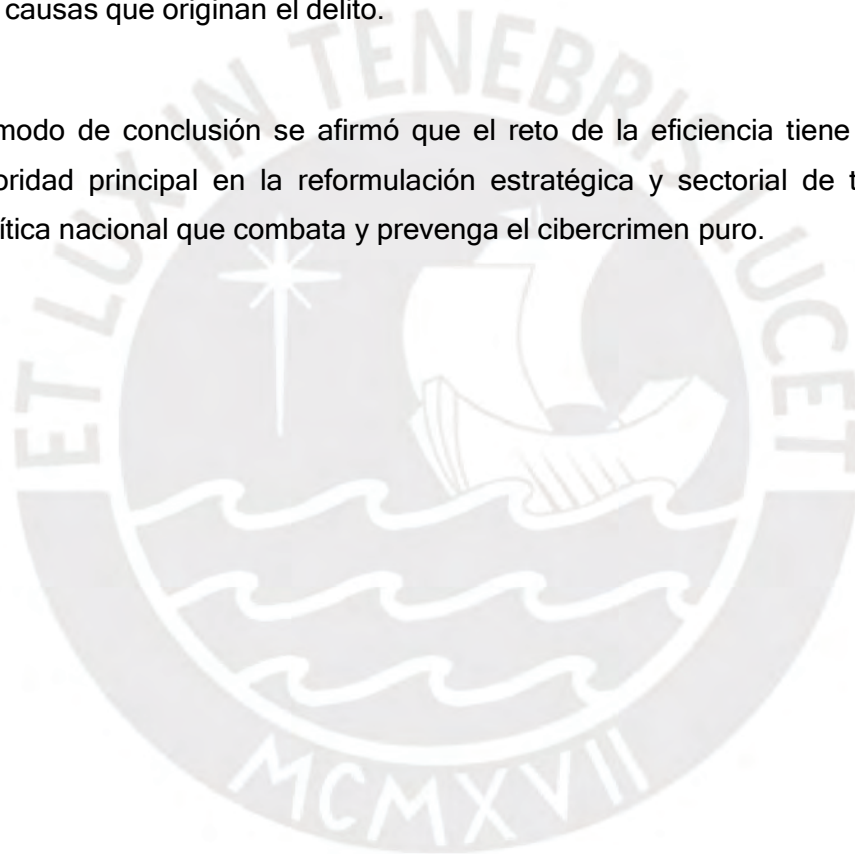 causas que originan el delito.
modo de conclusión se afirmó que el reto de la eficiencia tiene
oridad principal en la reformulación estratégica y sectorial de t
ítica nacional que combata y prevenga el cibercrimen puro.
ET LUX IN TENEBRIS LUCET
MCMXVII